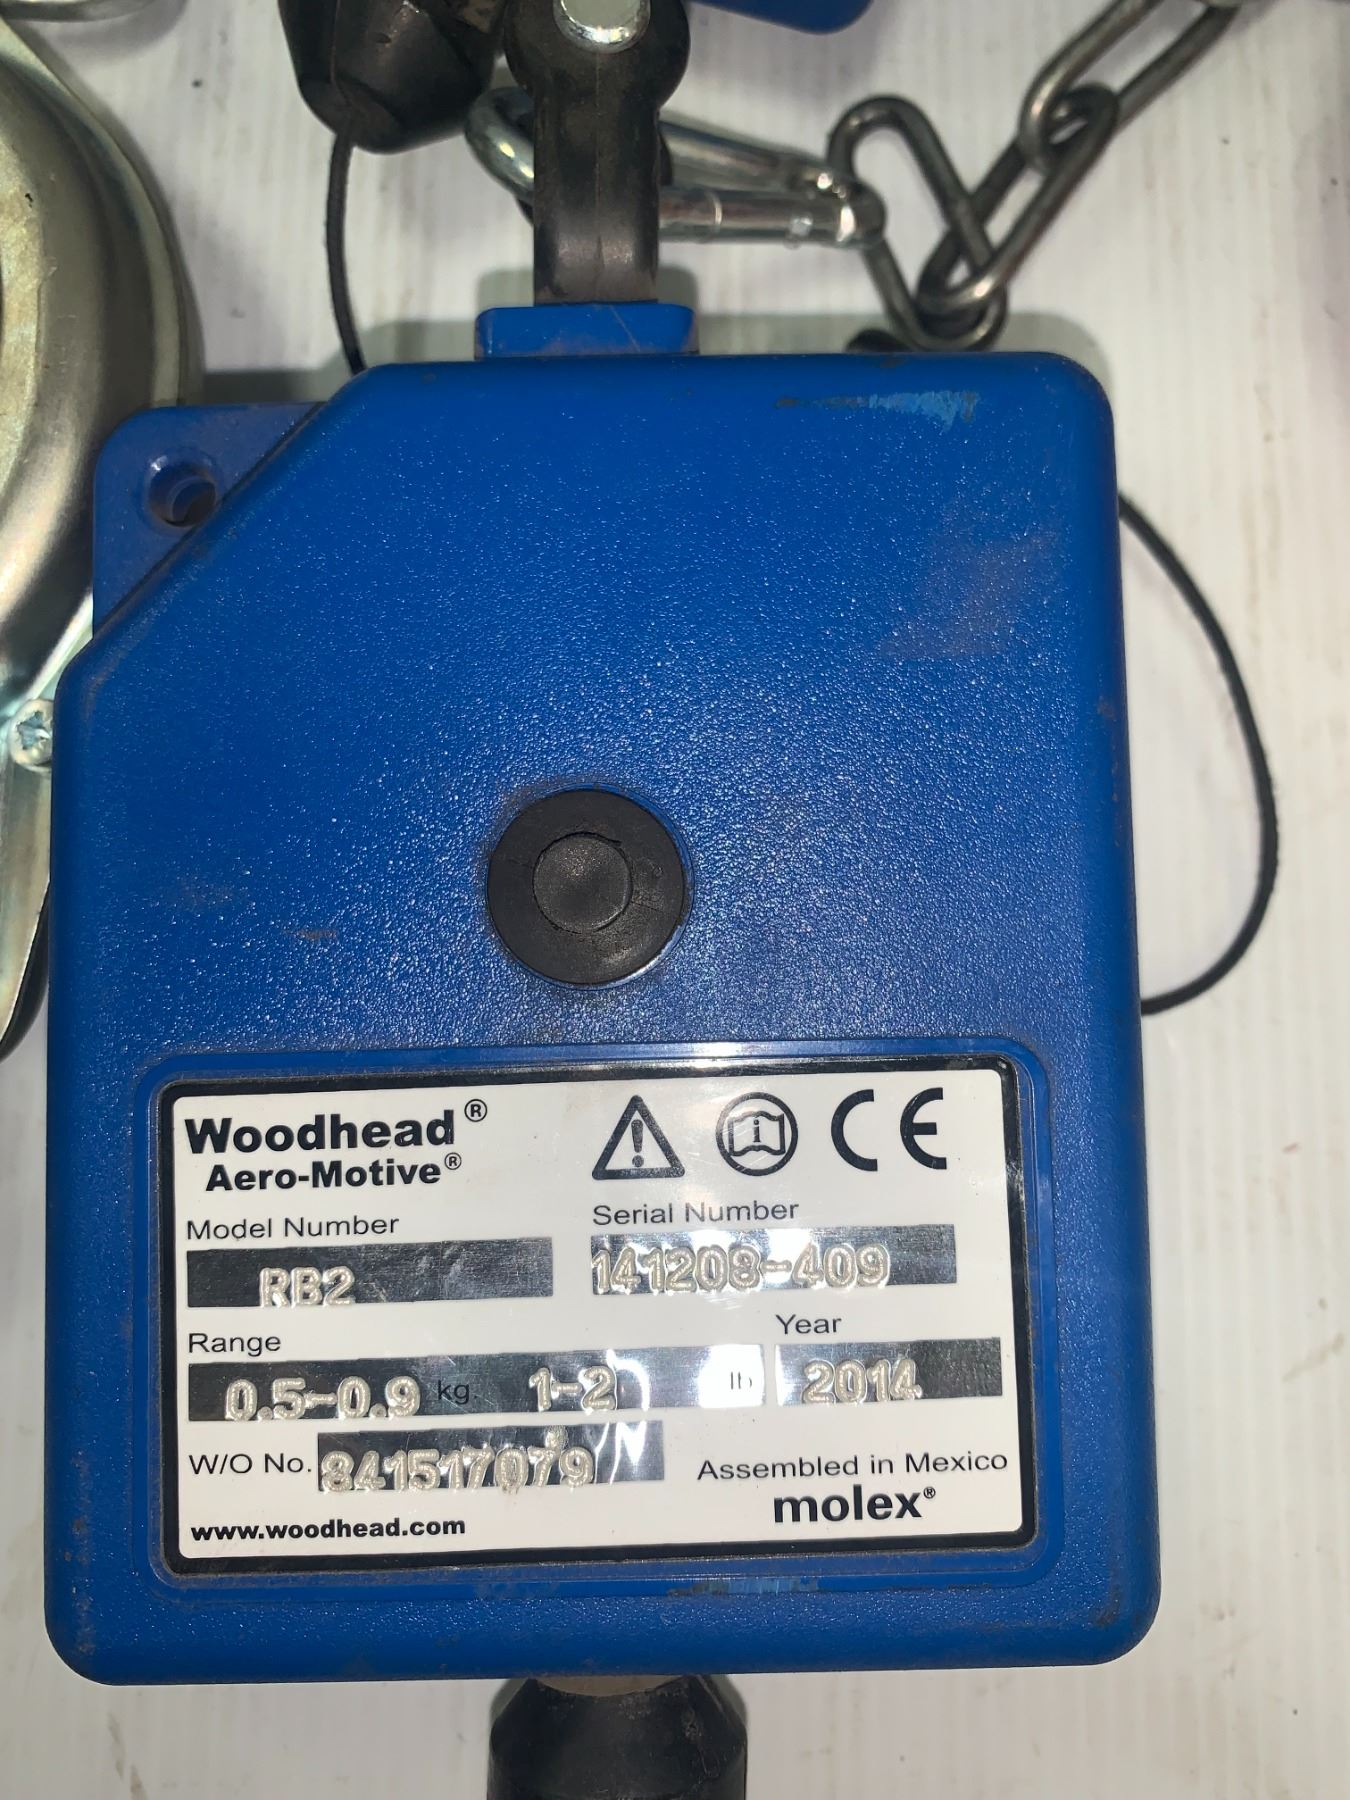 Woodhead®
Aero-Motive®
CE
Model Number
Serial Number
RB2
141208-409
Range
Year
0.5-0.9 kg. 1-2 lb
2014
W/O No. 841517079
Assembled in Mexico
molex®
www.woodhead.com